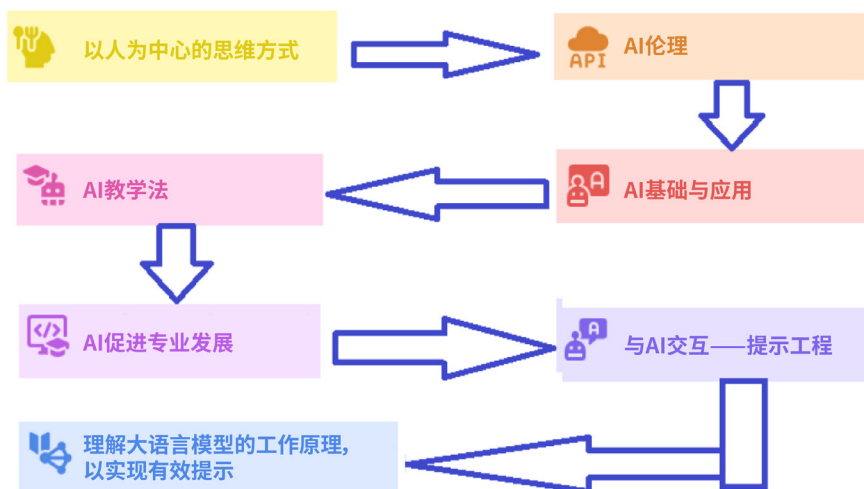 以人为中心的思维方式
API
AI伦理
AI教学法
A
AI基础与应用
</>
AI促进专业发展
A
与AI交互——提示工程
理解大语言模型的工作原理,
以实现有效提示